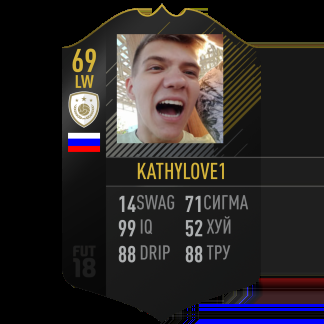 69
LW
KATHYLOVE1
14 SWAG 71 СИГМА
99 IQ 52 ХУЙ
88 DRIP 88 ТРУ
FUT
18